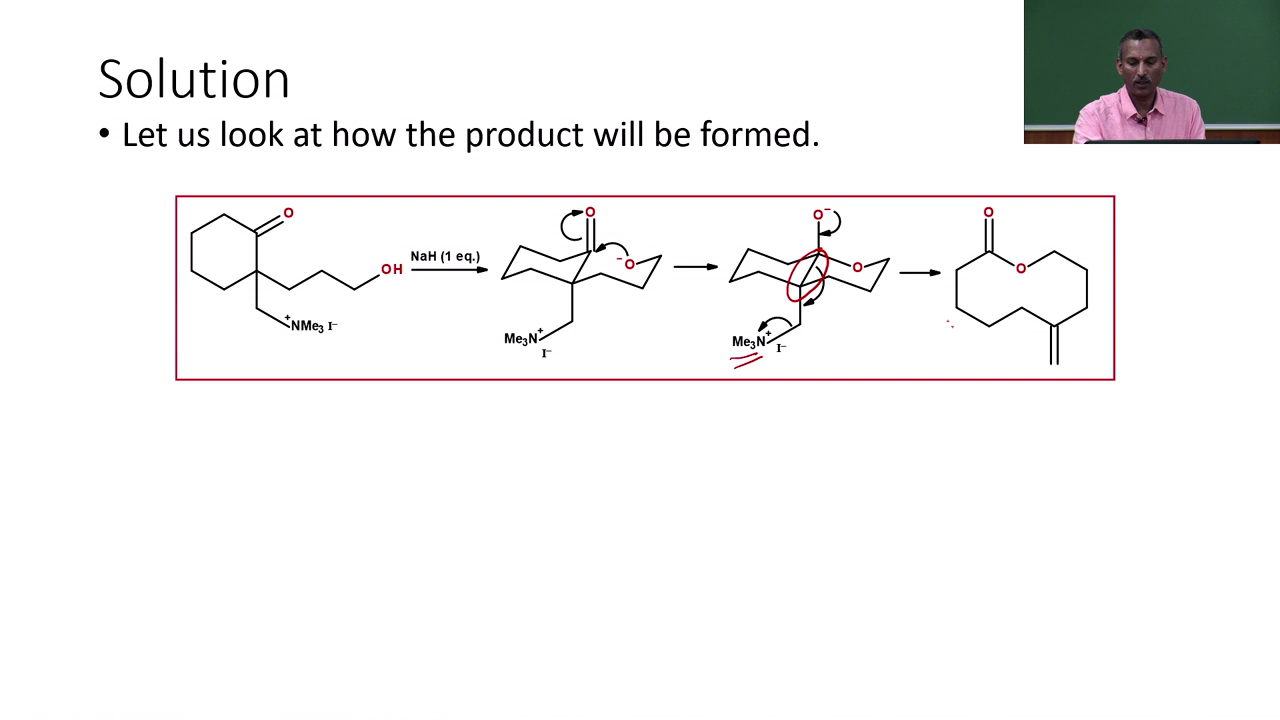 Solution
• Let us look at how the product will be formed.
O
OH
+
NMe3 I−
NaH (1 eq.)
O
−O
+
Me3N
I−
O−
O
+
Me3N
I−
O
O